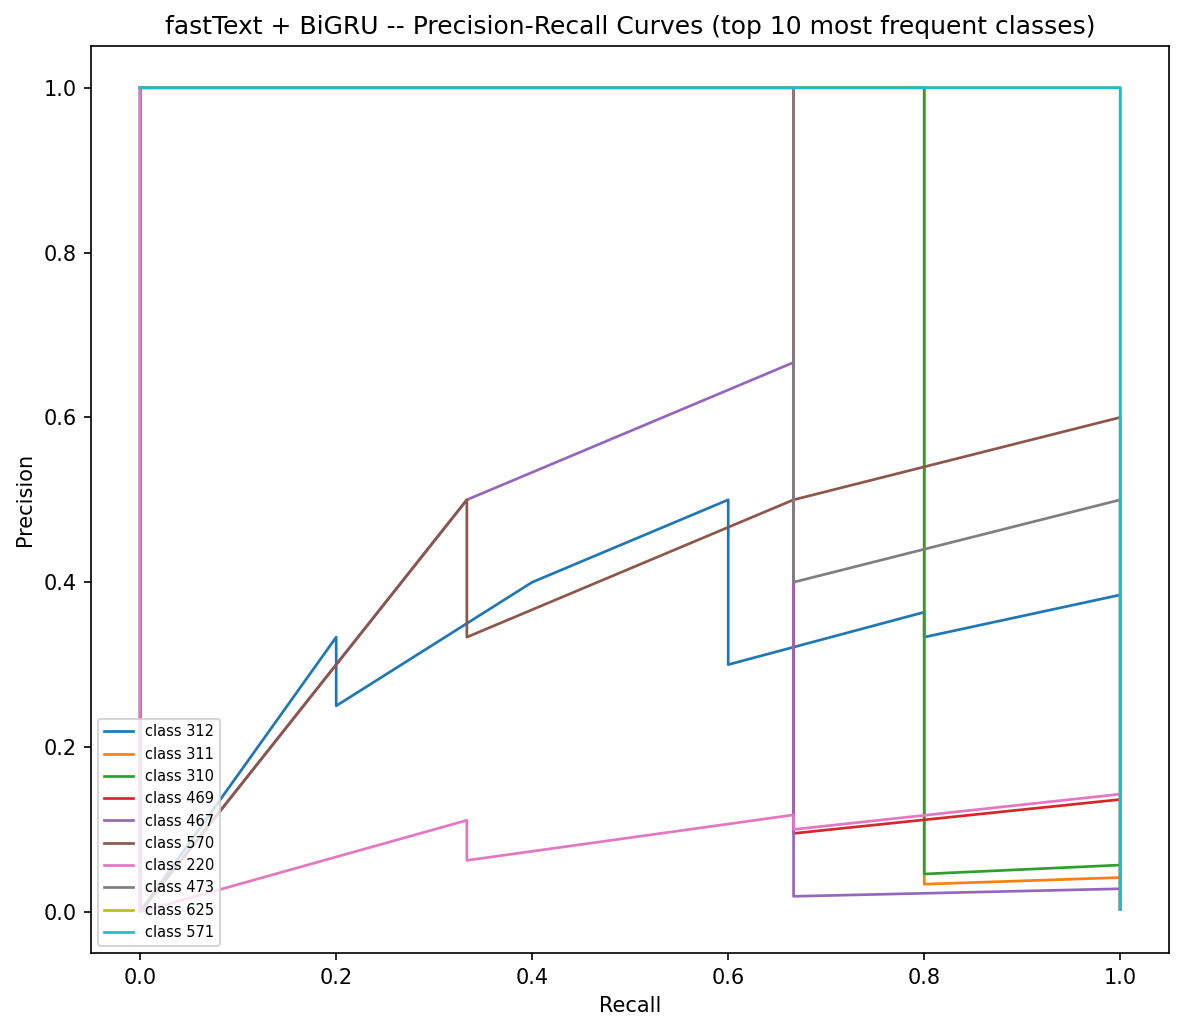 fastText + BiGRU -- Precision-Recall Curves (top 10 most frequent classes)
1.0
0.8
0.6
0.4
0.2
0.0
Precision
class 312
class 311
class 310
class 469
class 467
class 570
class 220
class 473
class 625
class 571
0.0 0.2 0.4 0.6 0.8 1.0
Recall